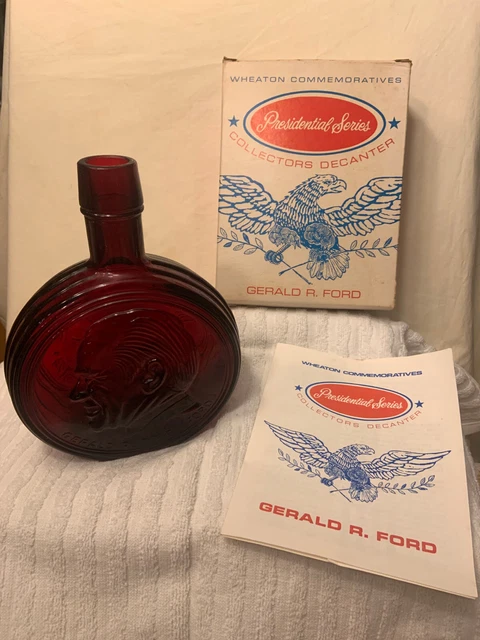 WHEATON COMMEMORATIVES
Presidential Series
COLLECTORS DECANTER
GERALD R. FORD
WHEATON COMMEMORATIVES
Presidential Series
COLLECTORS DECANTER
GERALD R. FORD